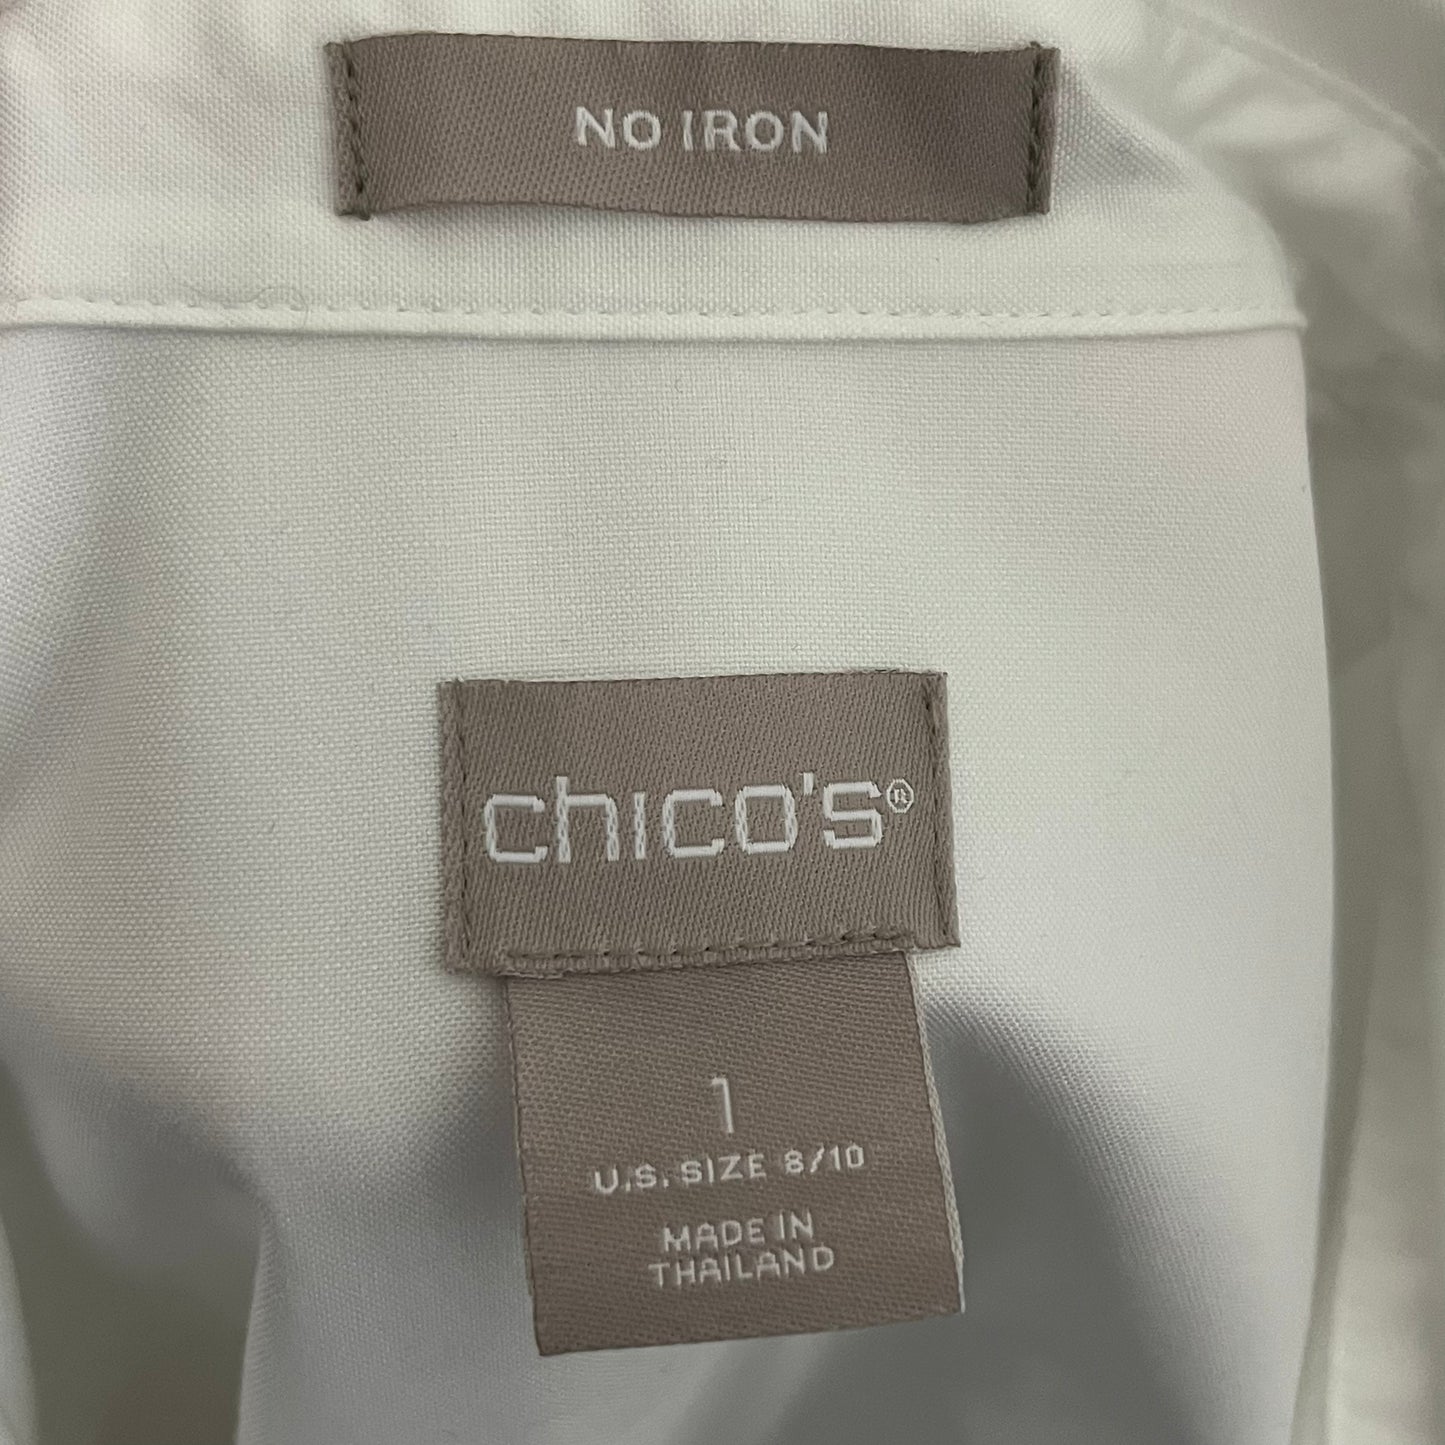 NO IRON
chico's®
1
U.S. SIZE 8/10
MADE IN
THAILAND